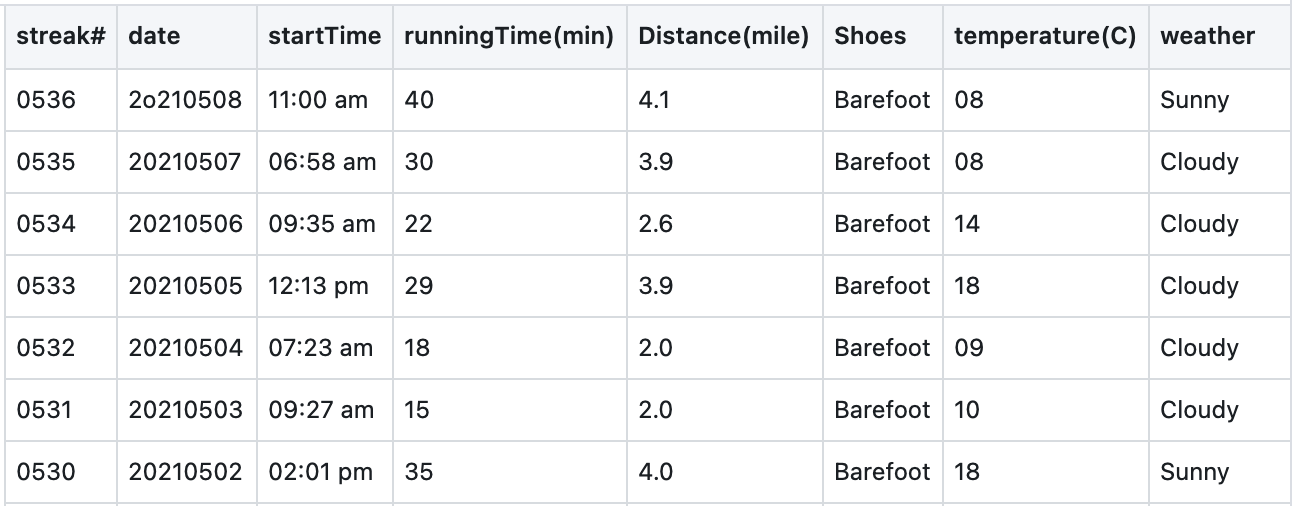 streak# date startTime runningTime(min) Distance(mile) Shoes temperature(C) weather
0536 2o210508 11:00 am 40 4.1 Barefoot 08 Sunny
0535 20210507 06:58 am 30 3.9 Barefoot 08 Cloudy
0534 20210506 09:35 am 22 2.6 Barefoot 14 Cloudy
0533 20210505 12:13 pm 29 3.9 Barefoot 18 Cloudy
0532 20210504 07:23 am 18 2.0 Barefoot 09 Cloudy
0531 20210503 09:27 am 15 2.0 Barefoot 10 Cloudy
0530 20210502 02:01 pm 35 4.0 Barefoot 18 Sunny